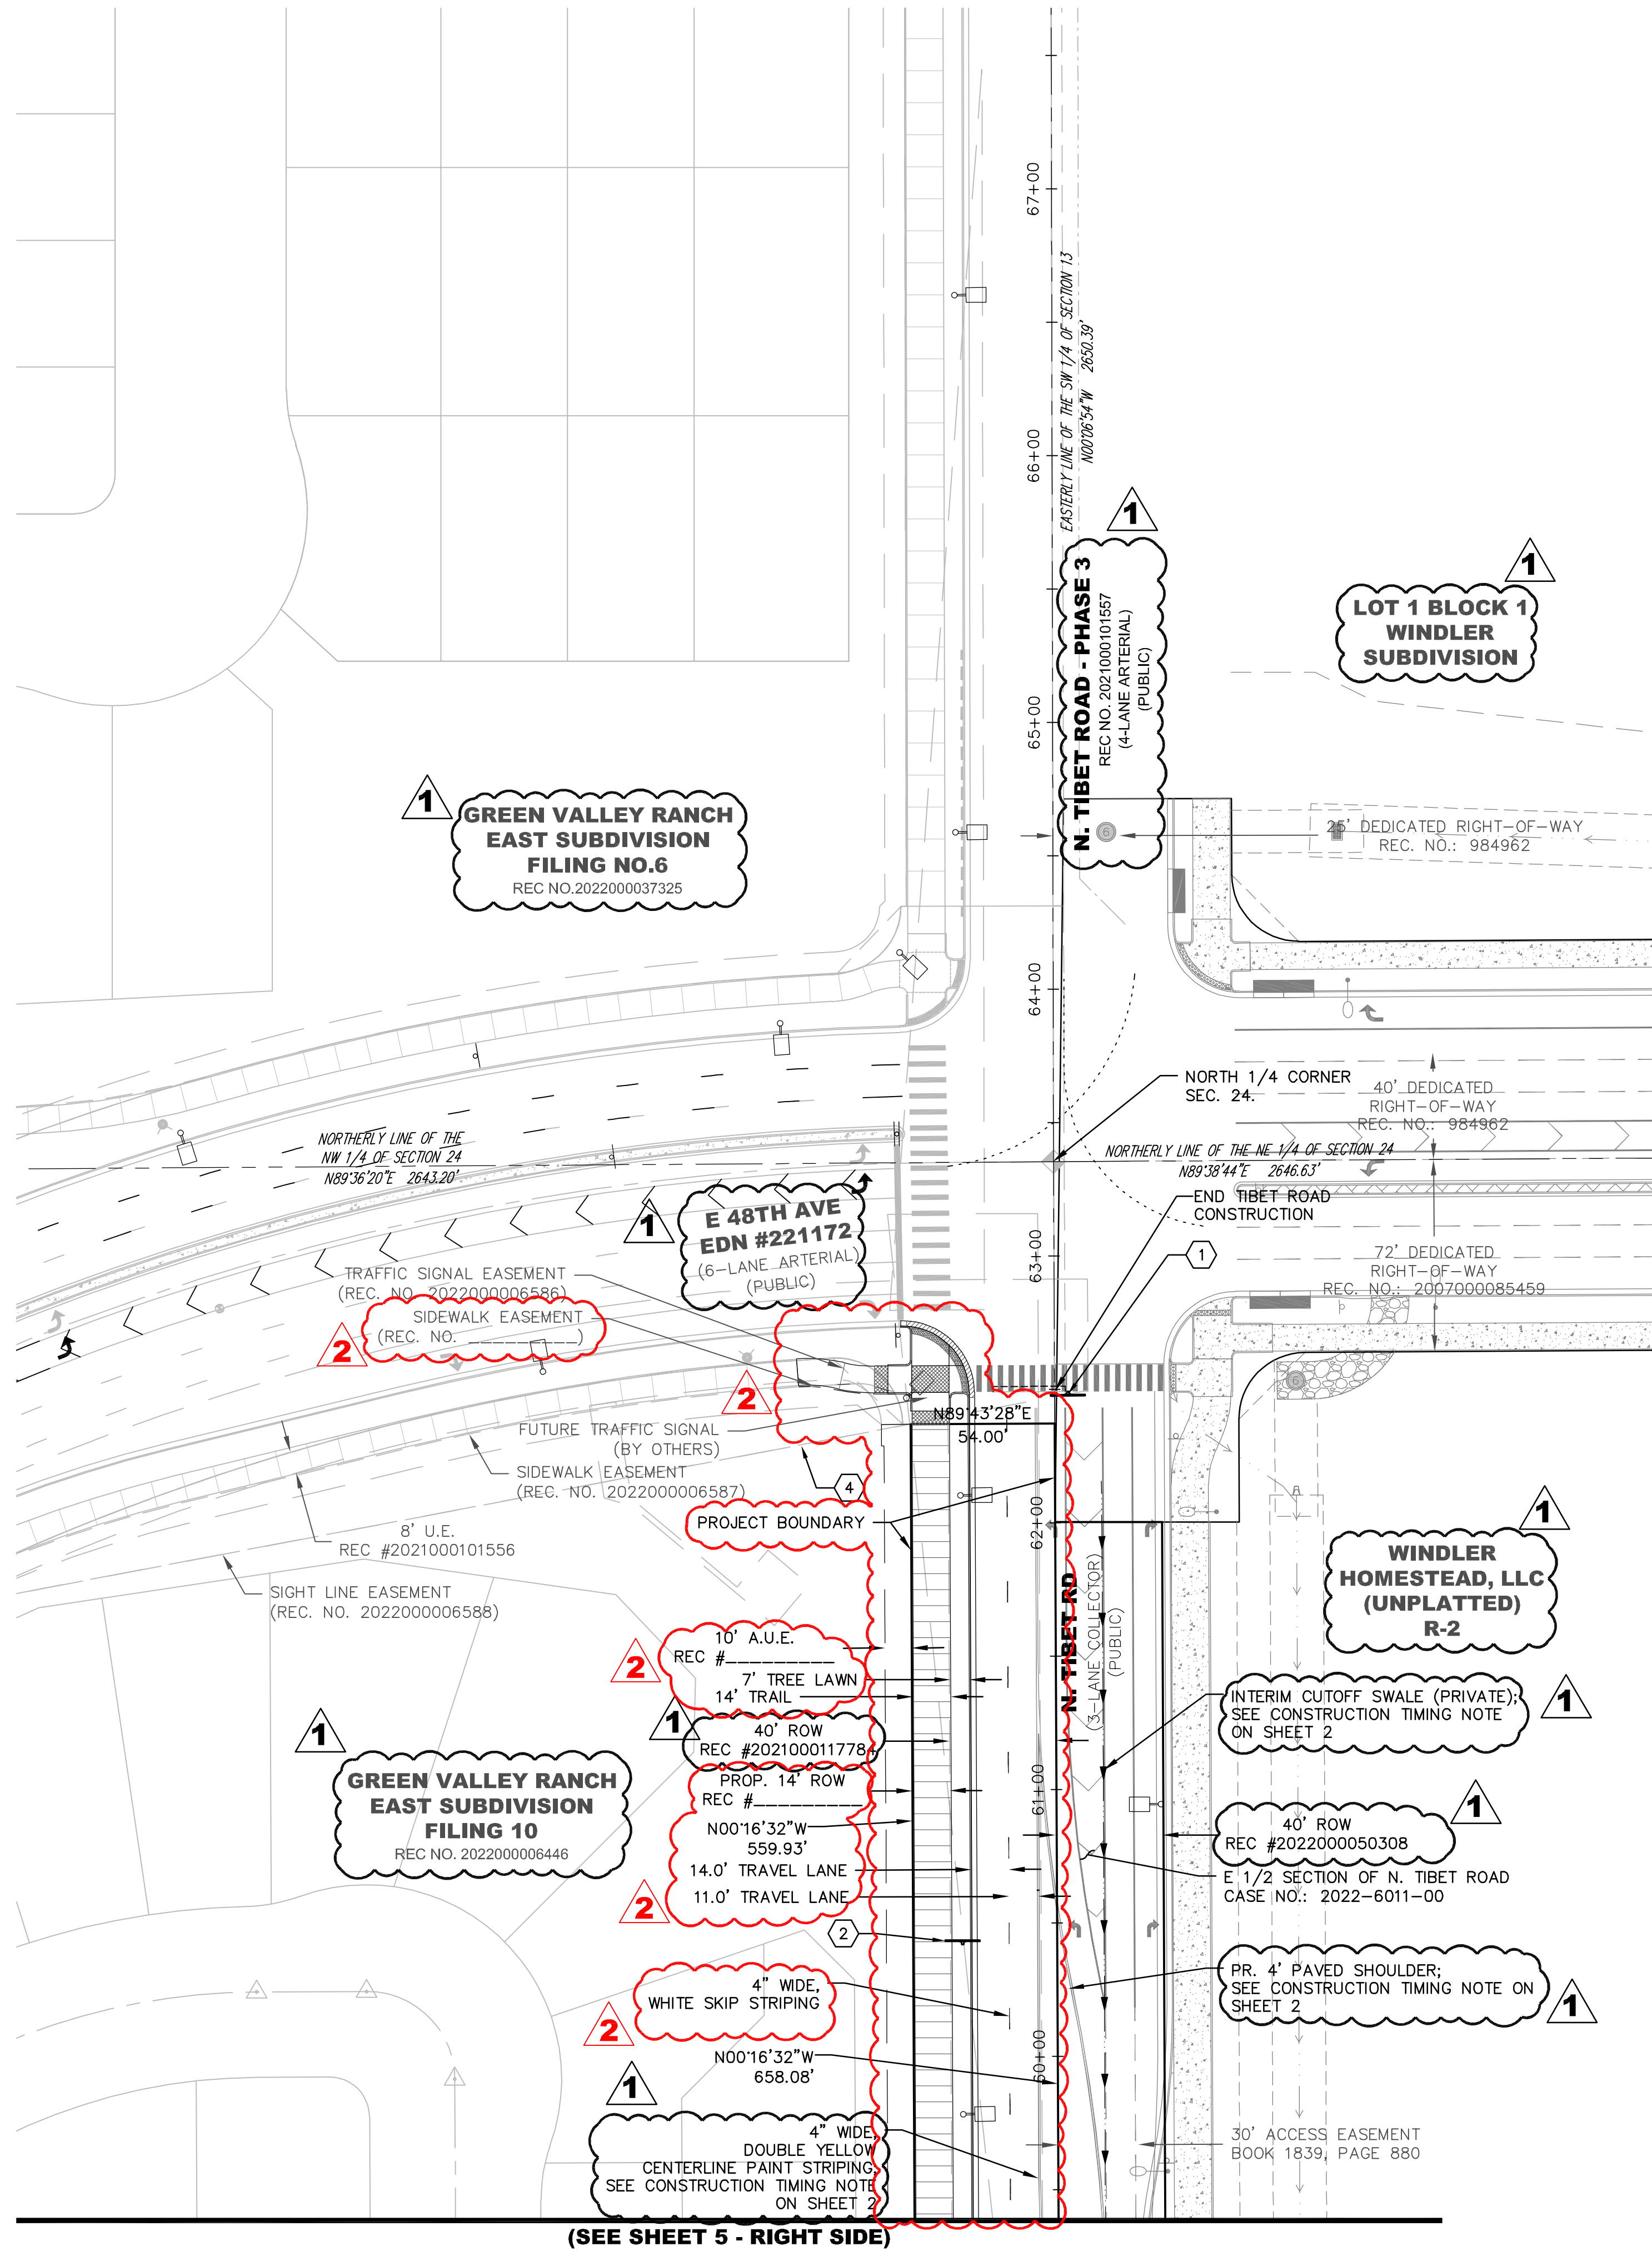 67+00
EASTERLY LINE OF THE SW 1/4 OF SECTION 13
N00°06'54"W 2650.39'
66+00
1
N. TIBET ROAD - PHASE 3
REC NO. 2021000101557
(4-LANE ARTERIAL)
(PUBLIC)
1
LOT 1 BLOCK 1
WINDLER
SUBDIVISION
65+00
1
GREEN VALLEY RANCH
EAST SUBDIVISION
FILING NO.6
REC NO.2022000037325
6
25' DEDICATED RIGHT-OF-WAY
REC. NO.: 984962
64+00
NORTH 1/4 CORNER
SEC. 24.
40' DEDICATED
RIGHT-OF-WAY
REC. NO.: 984962
NORTHERLY LINE OF THE
NW 1/4 OF SECTION 24
N89°36'20"E 2643.20'
NORTHERLY LINE OF THE NE 1/4 OF SECTION 24
N89°38'44"E 2646.63'
END TIBET ROAD
CONSTRUCTION
1
1
E 48TH AVE
EDN #221172
(6-LANE ARTERIAL)
(PUBLIC)
63+00
72' DEDICATED
RIGHT-OF-WAY
REC. NO.: 2007000085459
TRAFFIC SIGNAL EASEMENT
(REC. NO. 2022000006586)
SIDEWALK EASEMENT
(REC. NO. __________)
2
2
6
N89°43'28"E
54.00'
FUTURE TRAFFIC SIGNAL
(BY OTHERS)
SIDEWALK EASEMENT
(REC. NO. 2022000006587)
4
PROJECT BOUNDARY
62+00
8' U.E.
REC #2021000101556
SIGHT LINE EASEMENT
(REC. NO. 2022000006588)
1
WINDLER
HOMESTEAD, LLC
(UNPLATTED)
R-2
N. TIBET RD
(3-LANE COLLECTOR)
(PUBLIC)
2
10' A.U.E.
REC #_________
7' TREE LAWN
14' TRAIL
1
40' ROW
REC #2021000117784
PROP. 14' ROW
REC #_________
N00°16'32"W
559.93'
14.0' TRAVEL LANE
11.0' TRAVEL LANE
2
INTERIM CUTOFF SWALE (PRIVATE);
SEE CONSTRUCTION TIMING NOTE
ON SHEET 2
1
61+00
1
GREEN VALLEY RANCH
EAST SUBDIVISION
FILING 10
REC NO. 2022000006446
1
40' ROW
REC #2022000050308
E 1/2 SECTION OF N. TIBET ROAD
CASE NO.: 2022-6011-00
2
PR. 4' PAVED SHOULDER;
SEE CONSTRUCTION TIMING NOTE ON
SHEET 2
1
4" WIDE,
WHITE SKIP STRIPING
2
N00°16'32"W
658.08'
60+00
1
4" WIDE,
DOUBLE YELLOW
CENTERLINE PAINT STRIPING,
SEE CONSTRUCTION TIMING NOTE
ON SHEET 2
30' ACCESS EASEMENT
BOOK 1839, PAGE 880
(SEE SHEET 5 - RIGHT SIDE)